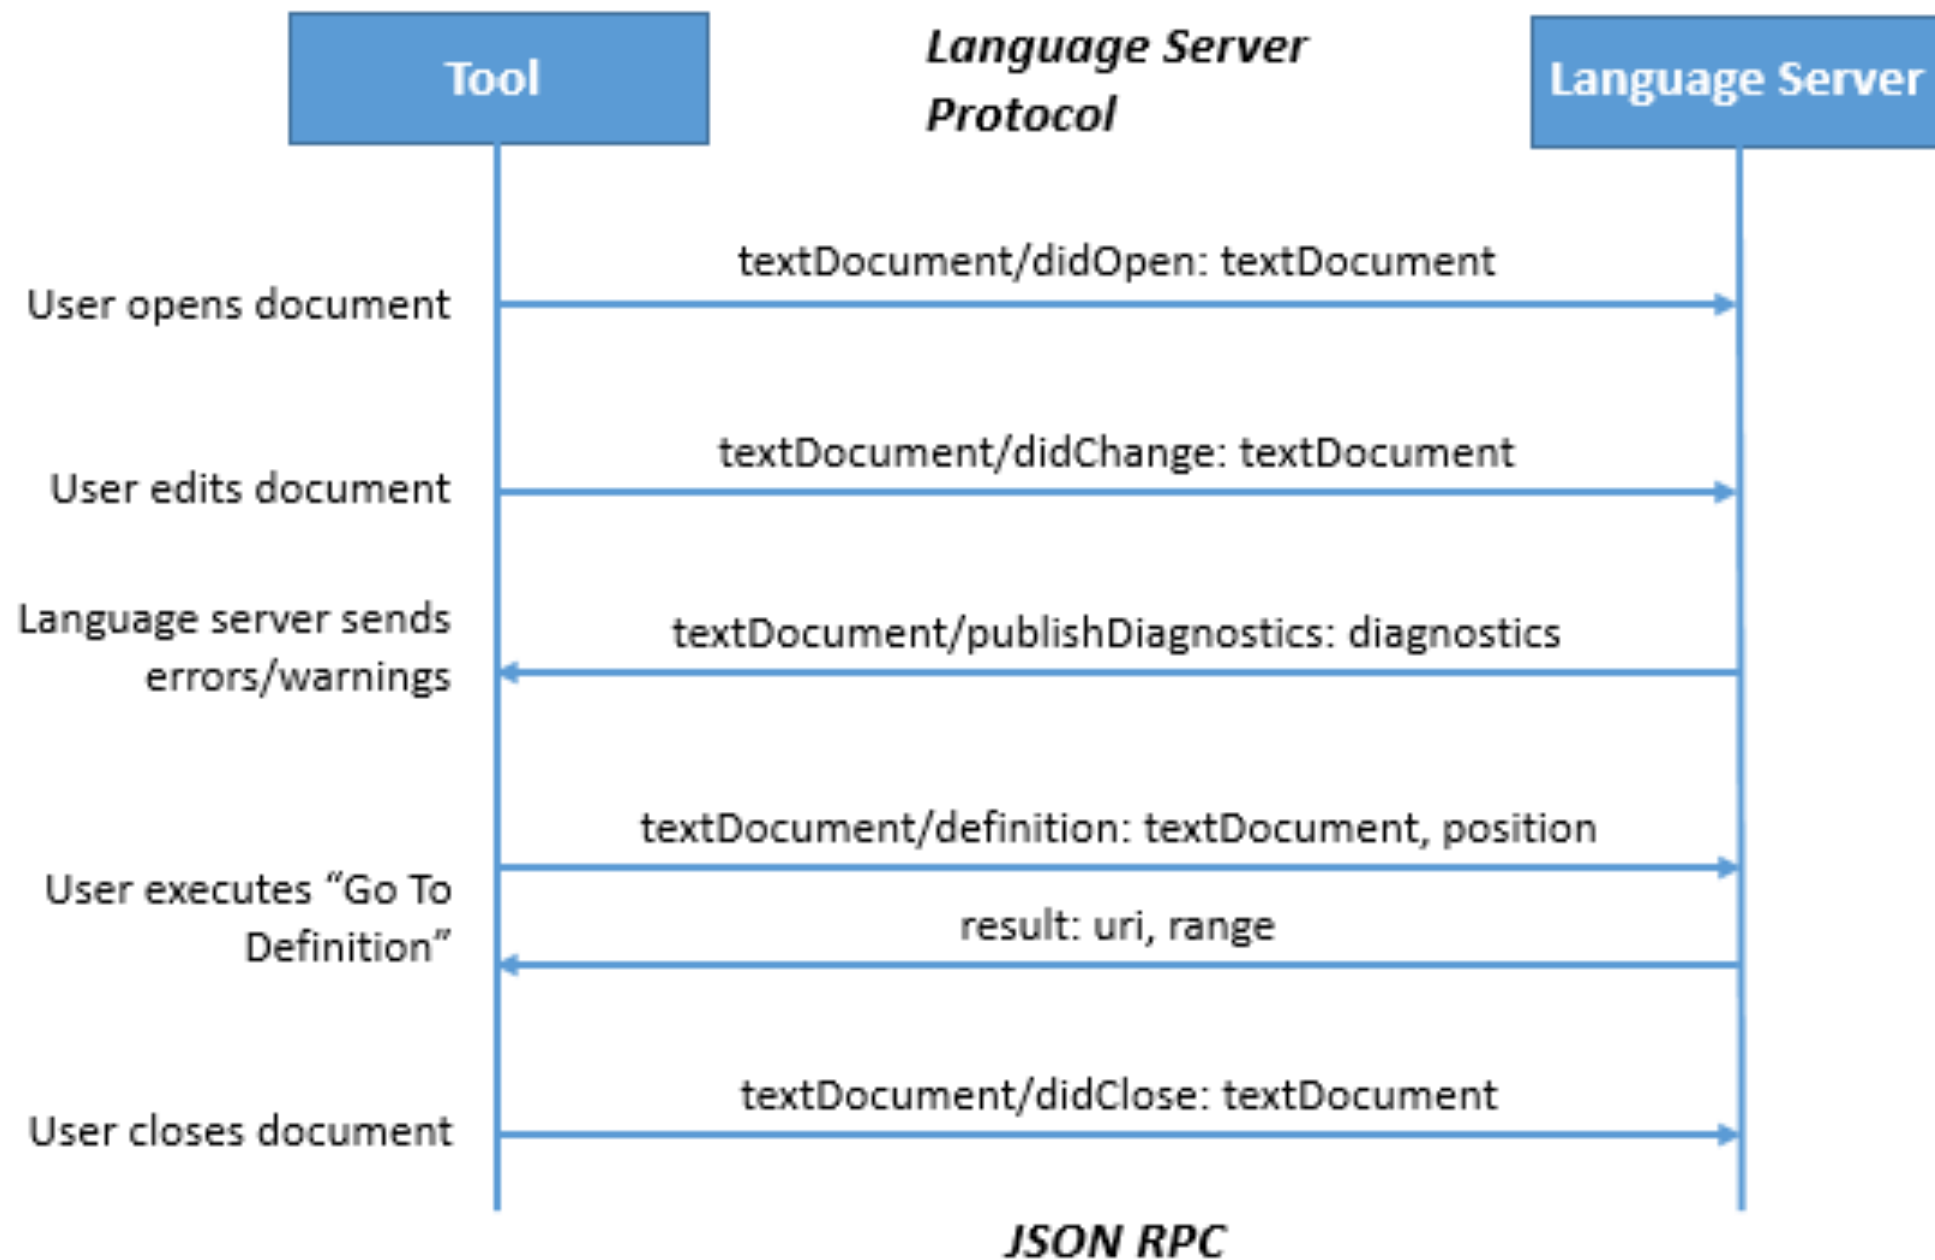 Tool
Language Server
Protocol
Language Server
textDocument/didOpen: textDocument
User opens document
textDocument/didChange: textDocument
User edits document
Language server sends
errors/warnings
textDocument/publishDiagnostics: diagnostics
textDocument/definition: textDocument, position
User executes “Go To
Definition”
result: uri, range
textDocument/didClose: textDocument
User closes document
JSON RPC